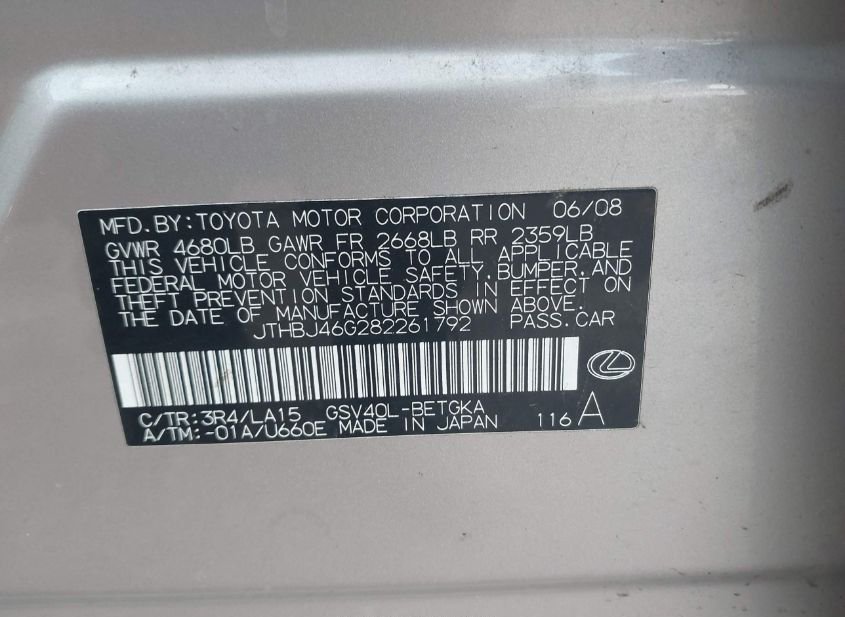 MFD.BY:TOYOTA MOTOR CORPORATION 06/08
GVWR 4680LB GAWR FR 2668LB RR 2359LB
THIS VEHICLE CONFORMS TO ALL APPLICABLE
FEDERAL MOTOR VEHICLE SAFETY,BUMPER,AND
THEFT PREVENTION STANDARDS IN EFFECT ON
THE DATE OF MANUFACTURE SHOWN ABOVE.
JTHBJ46G282261792 PASS.CAR
C/TR:3R4/LA15 GSV40L-BETGKA
A/TM:-01A/U660E MADE IN JAPAN 116 A